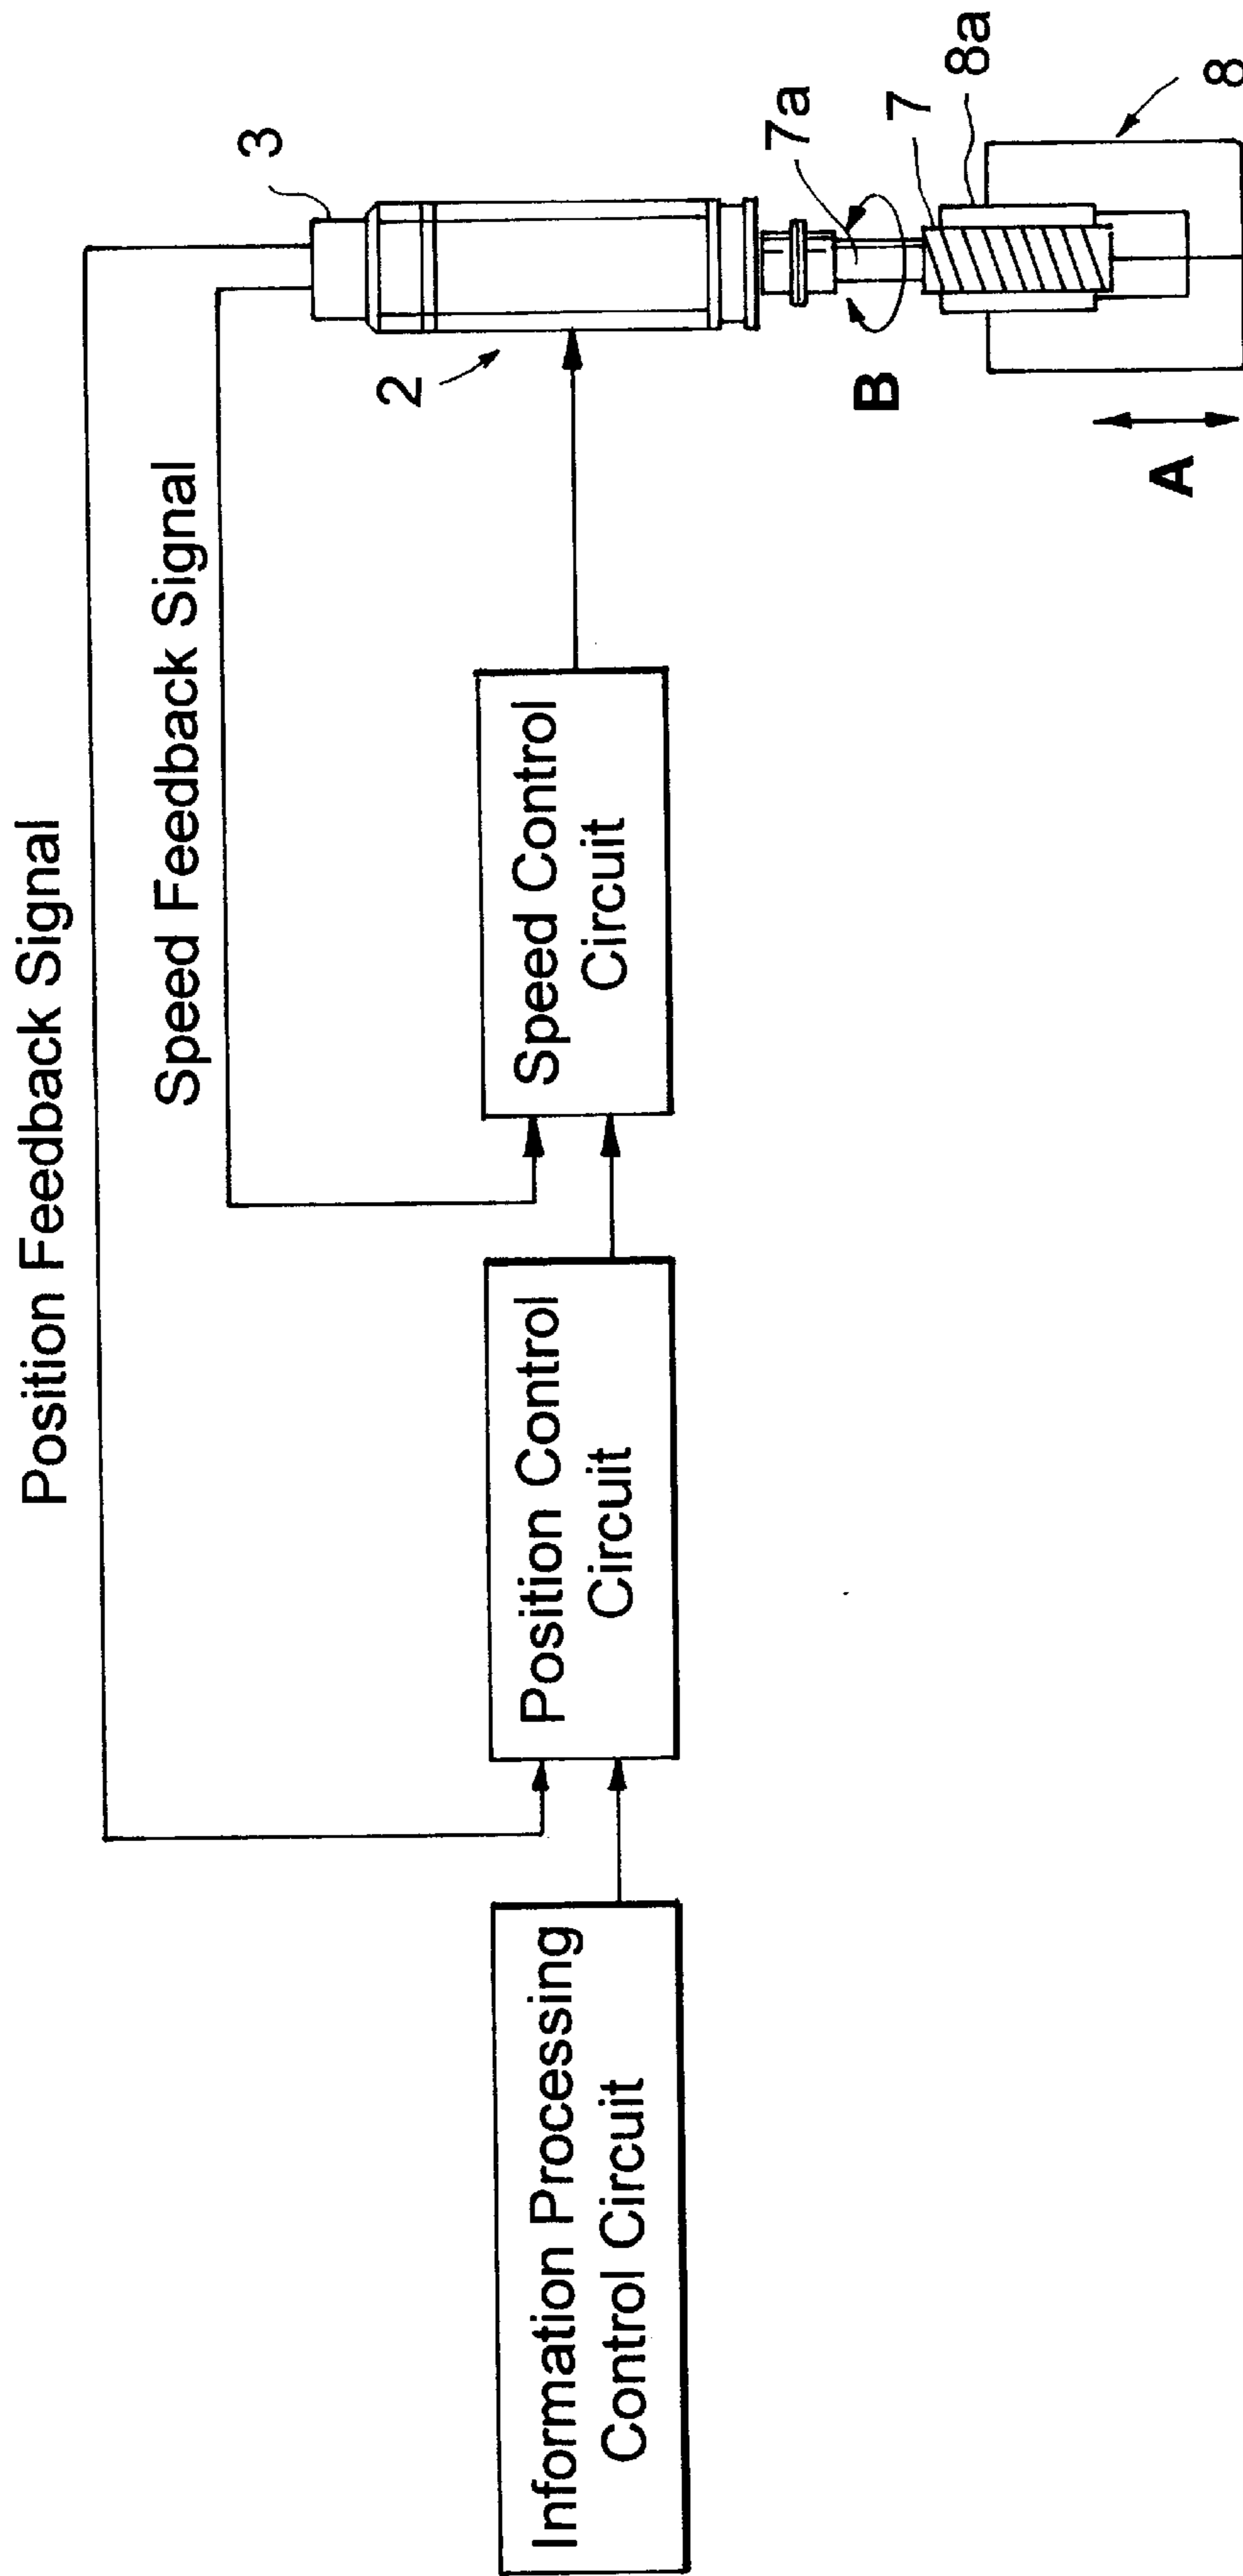 Position Feedback Signal
Speed Feedback Signal
Information Processing
Control Circuit
Position Control
Circuit
Speed Control
Circuit
3
2
7a
B
7
8a
8
A